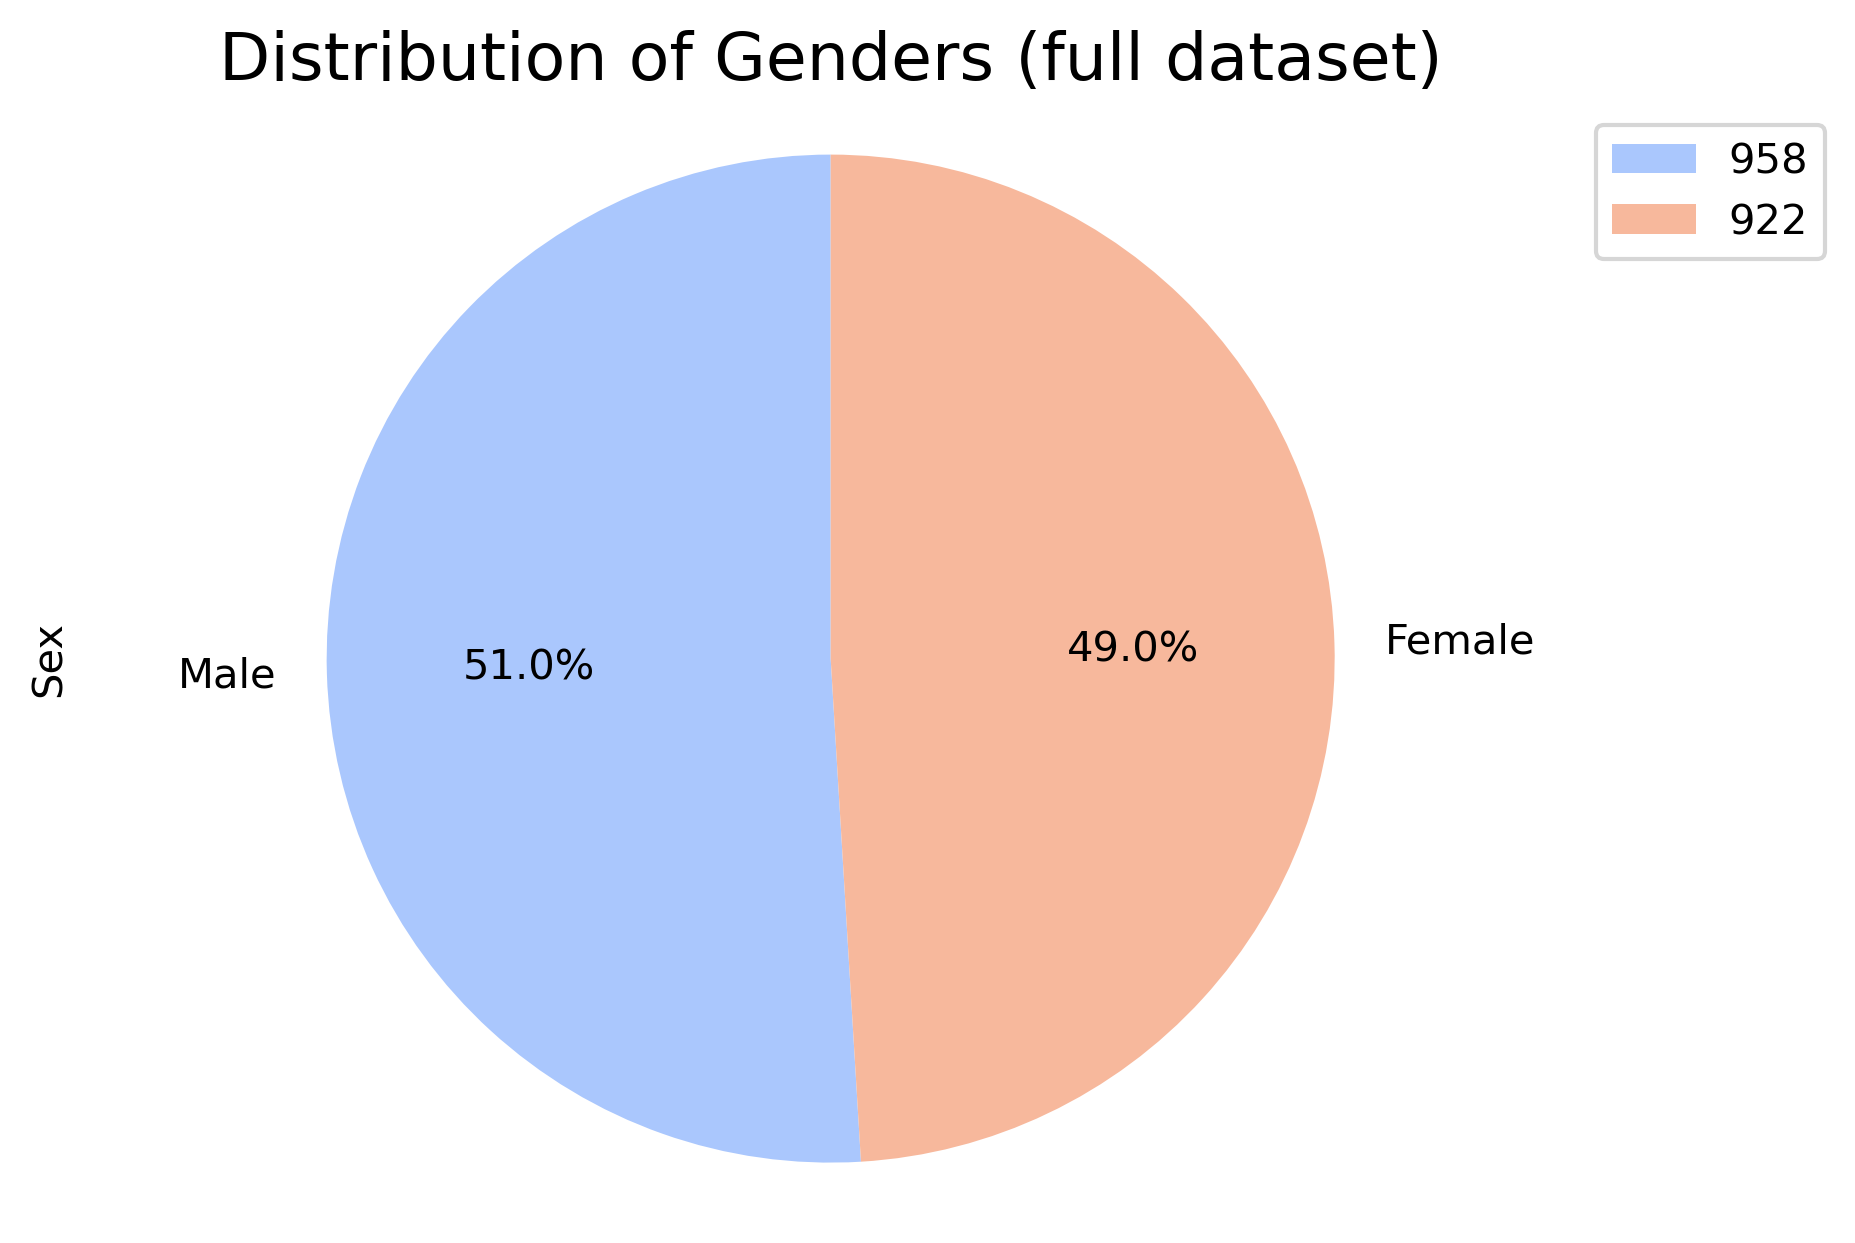 Distribution of Genders (full dataset)
958
922
Sex
Male
51.0%
49.0%
Female